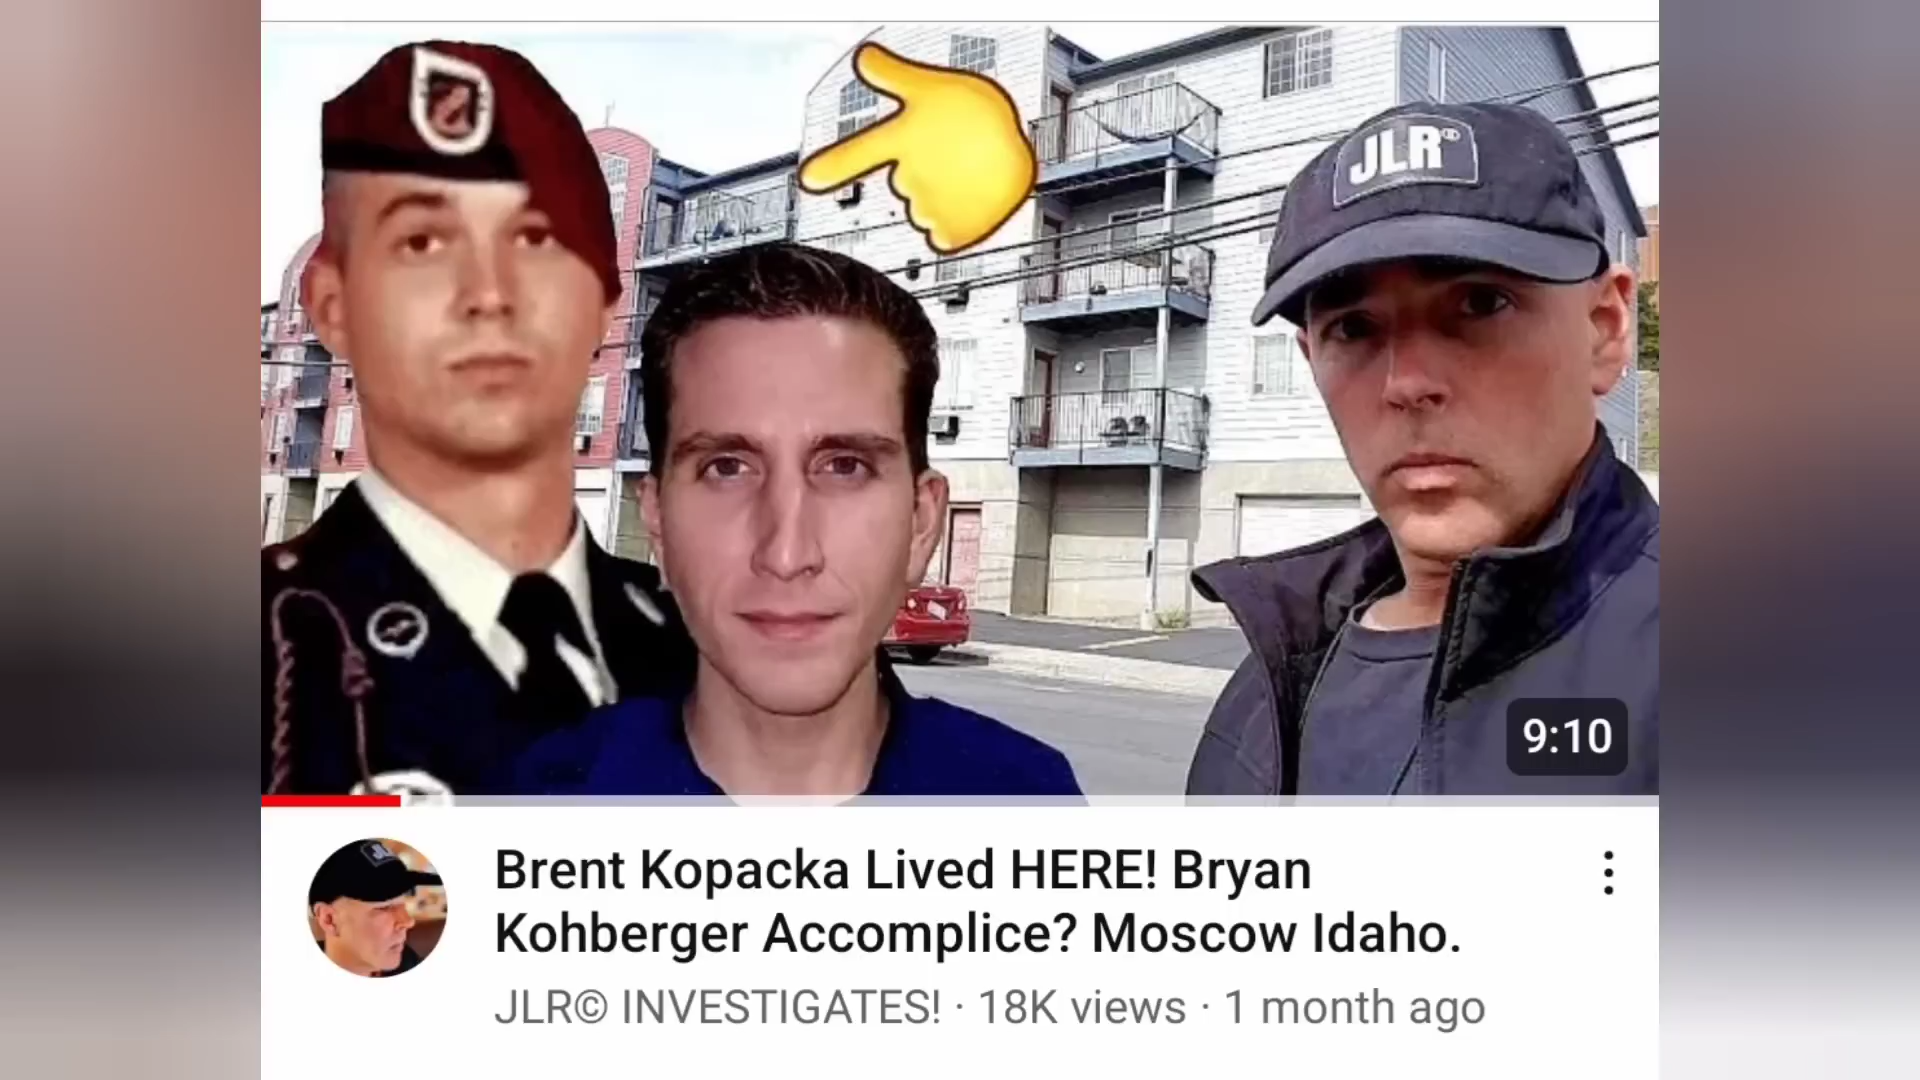 JLR®
9:10
Brent Kopacka Lived HERE! Bryan
Kohberger Accomplice? Moscow Idaho.
JLR© INVESTIGATES! · 18K views · 1 month ago